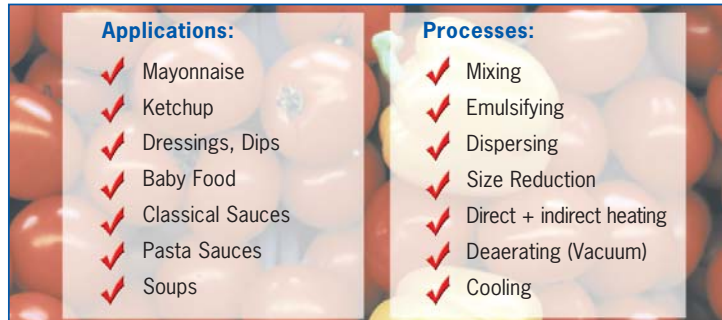 Applications:
Mayonnaise
Ketchup
Dressings, Dips
Baby Food
Classical Sauces
Pasta Sauces
Soups
Processes:
Mixing
Emulsifying
Dispersing
Size Reduction
Direct + indirect heating
Deaerating (Vacuum)
Cooling